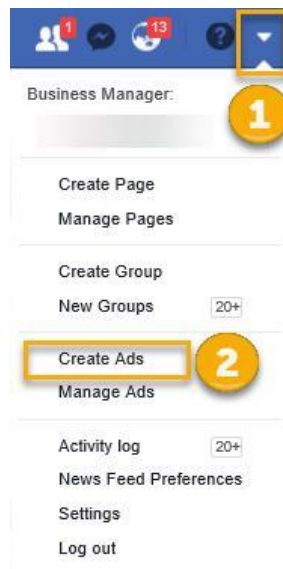 1 13 ?
Business Manager:
1
Create Page
Manage Pages
Create Group
New Groups 20+
Create Ads 2
Manage Ads
Activity log 20+
News Feed Preferences
Settings
Log out